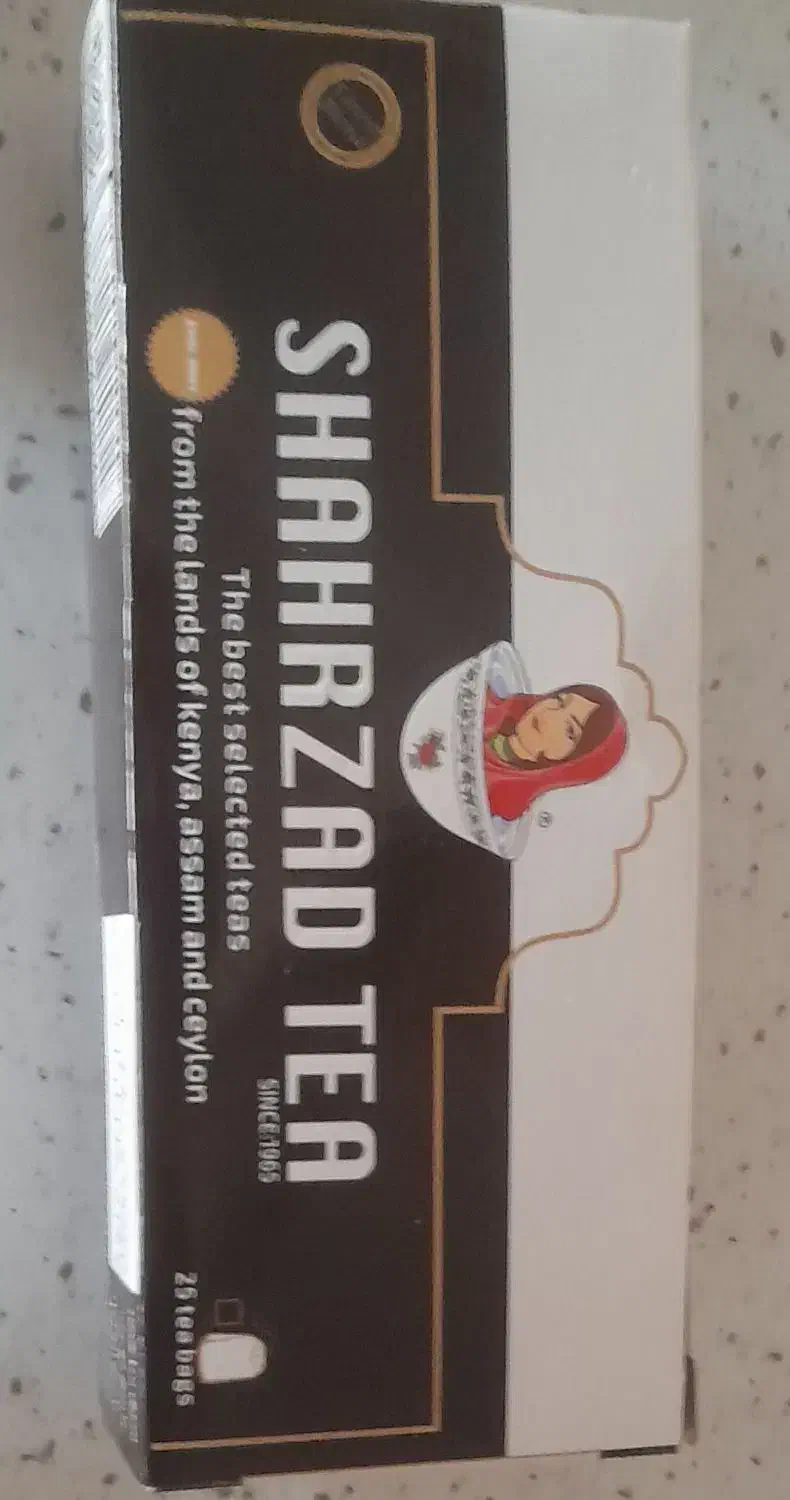 ®
SHAHRZAD TEA
SINCE 1965
The best selected teas
from the lands of kenya, assam and ceylon
25 tea bags